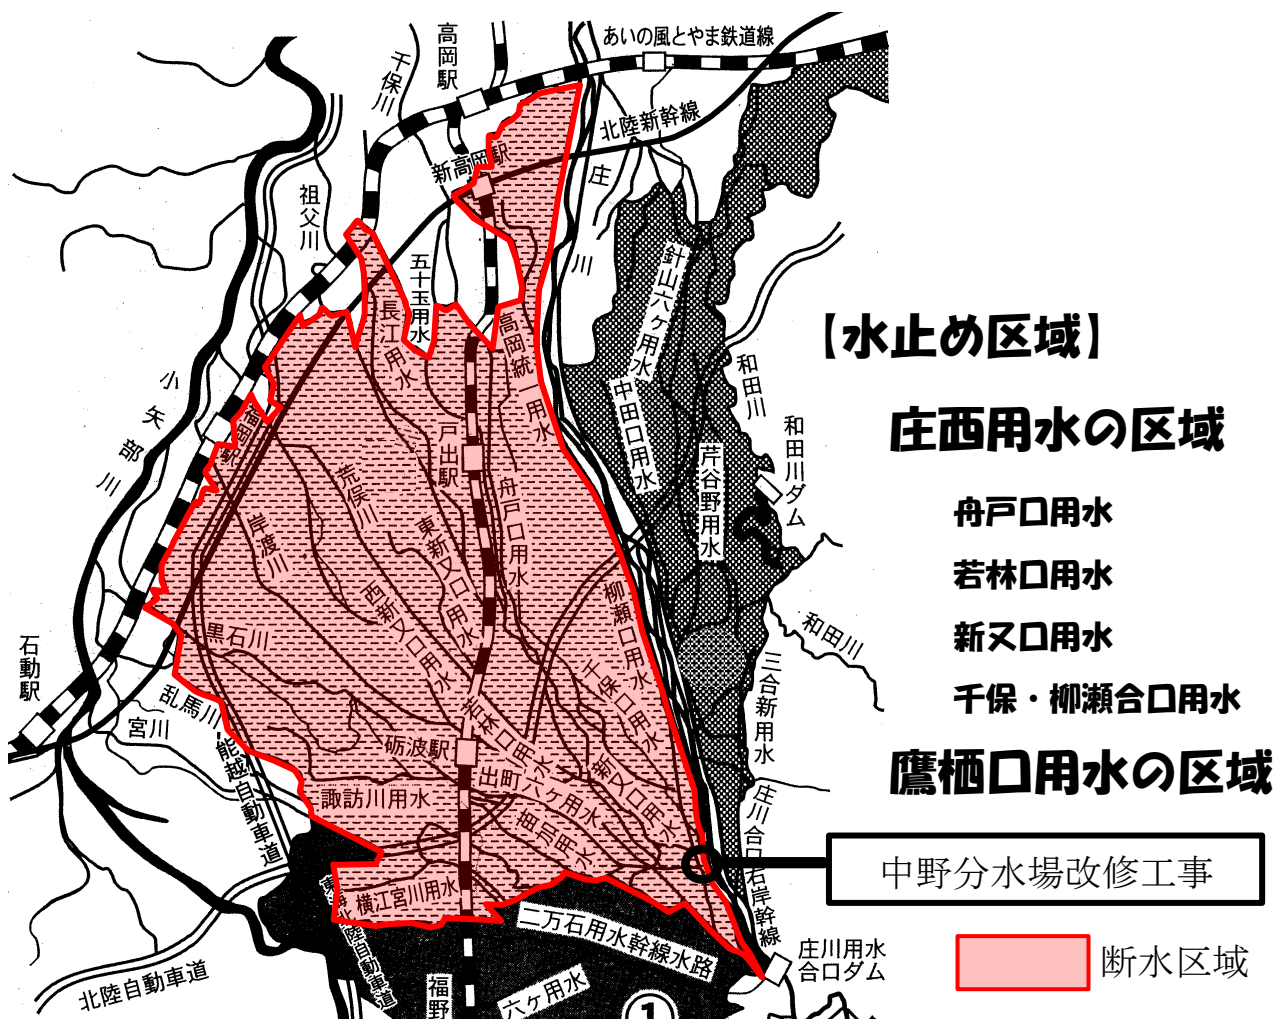 あいの風とやま鉄道線
高岡駅
千保川
北陸新幹線
新高岡駅
庄川
祖父川
五十玉用水
針山六ヶ用水
長江用水
高岡統一用水
中田口用水
和田川
和田川ダム
小矢部川
福岡駅
戸出駅
芹谷野用水
荒俣川
舟戸口用水
岸渡川
東新又口用水
西新又口用水
柳瀬口用水
黒石川
千保口用水
和田川
三合新用水
石動駅
乱馬川
宮川
若林口用水
砺波駅
新又口用水
能越自動車道
出町六ヶ用水
諏訪川用水
庄川合口右岸幹線
横江宮川用水
二万石用水幹線水路
北陸自動車道
福野
六ヶ用水
庄川用水
合口ダム
1
【水止め区域】
庄西用水の区域
舟戸口用水
若林口用水
新又口用水
千保・柳瀬合口用水
鷹栖口用水の区域
中野分水場改修工事
断水区域